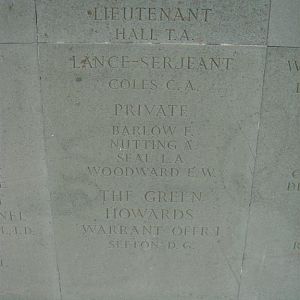 LIEUTENANT
HALL T.A.
LANCE-SERJEANT
COLES C.A.
PRIVATE
BARLOW F.
NUTTING A.
SEAL L.A.
WOODWARD E.W.
THE GREEN
HOWARDS
WARRANT OFFR I
SEFTON D.G.